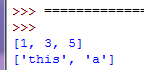 >>> ================
>>>
[1, 3, 5]
['this', 'a']